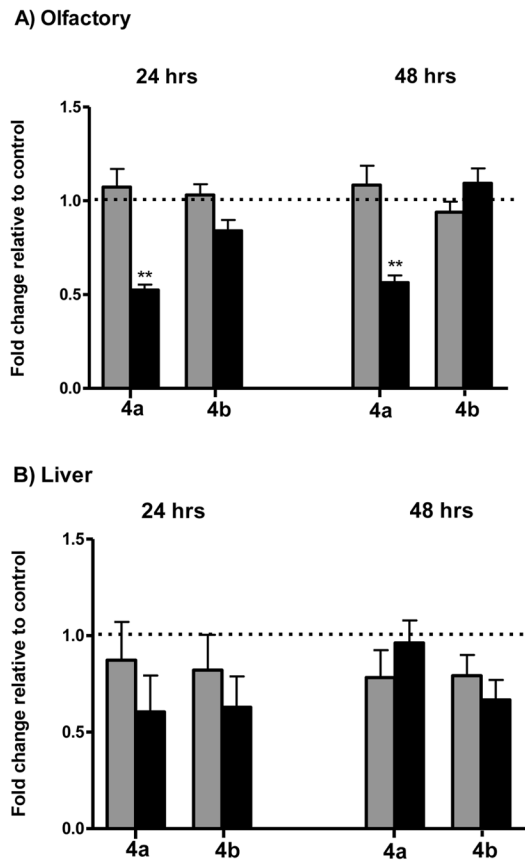 A) Olfactory
24 hrs 48 hrs
Fold change relative to control
1.5
1.0
0.5
0.0
** **
4a 4b 4a 4b
B) Liver
24 hrs 48 hrs
Fold change relative to control
1.5
1.0
0.5
0.0
4a 4b 4a 4b